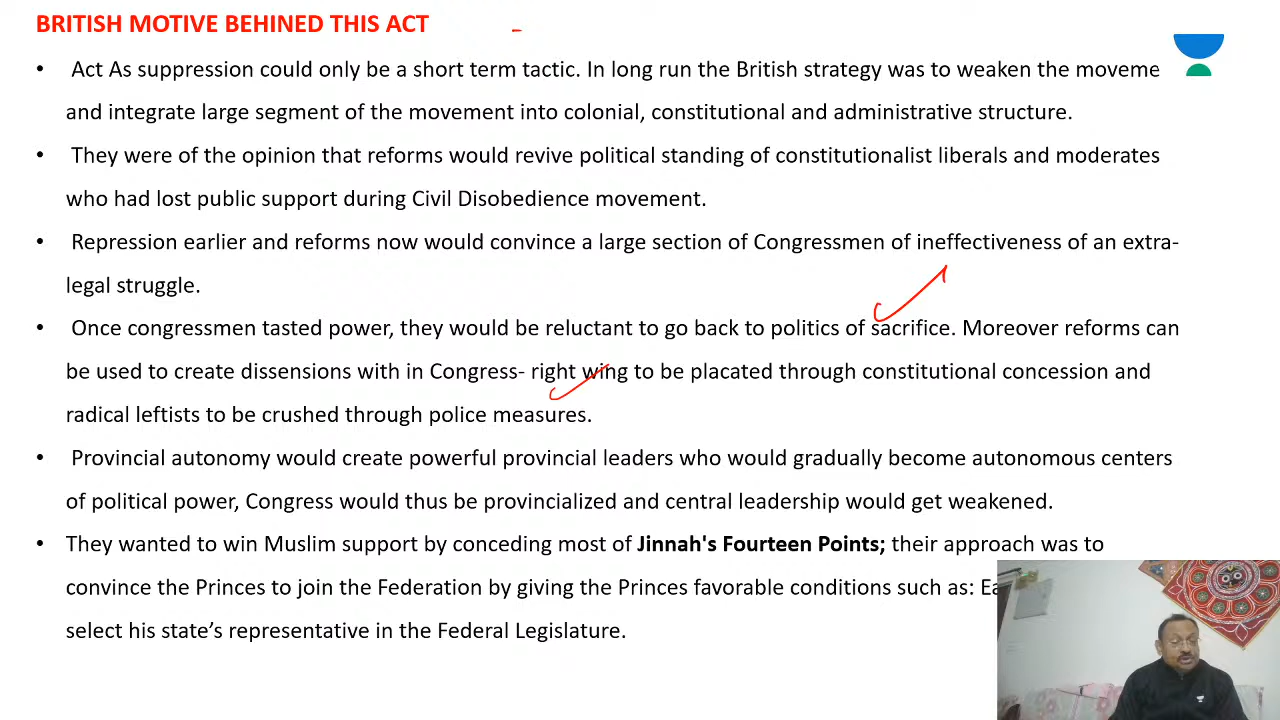 BRITISH MOTIVE BEHINED THIS ACT
• Act As suppression could only be a short term tactic. In long run the British strategy was to weaken the moveme
and integrate large segment of the movement into colonial, constitutional and administrative structure.
• They were of the opinion that reforms would revive political standing of constitutionalist liberals and moderates
who had lost public support during Civil Disobedience movement.
• Repression earlier and reforms now would convince a large section of Congressmen of ineffectiveness of an extra-
legal struggle.
• Once congressmen tasted power, they would be reluctant to go back to politics of sacrifice. Moreover reforms can
be used to create dissensions with in Congress- right wing to be placated through constitutional concession and
radical leftists to be crushed through police measures.
• Provincial autonomy would create powerful provincial leaders who would gradually become autonomous centers
of political power, Congress would thus be provincialized and central leadership would get weakened.
• They wanted to win Muslim support by conceding most of Jinnah's Fourteen Points; their approach was to
convince the Princes to join the Federation by giving the Princes favorable conditions such as:
select his state's representative in the Federal Legislature.